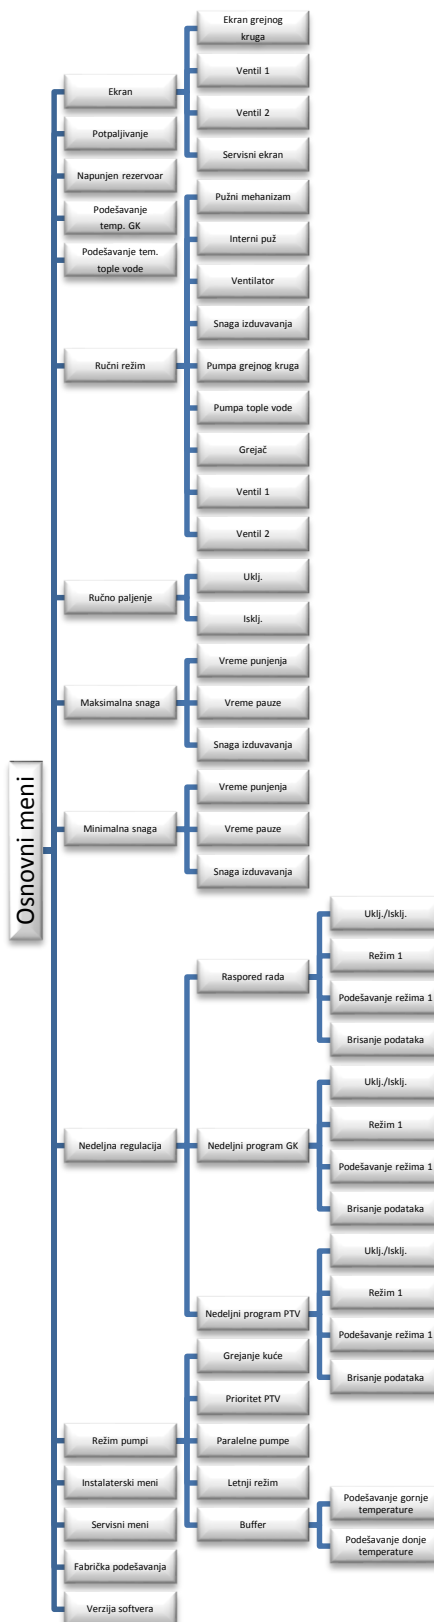 Osnovni meni
Ekran
Ekran grejnog
kruga
Ventil 1
Ventil 2
Servisni ekran
Potpaljivanje
Napunjen rezervoar
Podešavanje
temp. GK
Podešavanje tem.
tople vode
Ručni režim
Pužni mehanizam
Interni puž
Ventilator
Snaga izduvavanja
Pumpa grejnog kruga
Pumpa tople vode
Grejač
Ventil 1
Ventil 2
Ručno paljenje
Uklj.
Isklj.
Maksimalna snaga
Vreme punjenja
Vreme pauze
Snaga izduvavanja
Minimalna snaga
Vreme punjenja
Vreme pauze
Snaga izduvavanja
Nedeljna regulacija
Raspored rada
Uklj./Isklj.
Režim 1
Podešavanje režima 1
Brisanje podataka
Nedeljni program GK
Uklj./Isklj.
Režim 1
Podešavanje režima 1
Brisanje podataka
Nedeljni program PTV
Uklj./Isklj.
Režim 1
Podešavanje režima 1
Brisanje podataka
Režim pumpi
Grejanje kuće
Prioritet PTV
Paralelne pumpe
Letnji režim
Buffer
Podešavanje gornje
temperature
Podešavanje donje
temperature
Instalaterski meni
Servisni meni
Fabrička podešavanja
Verzija softvera